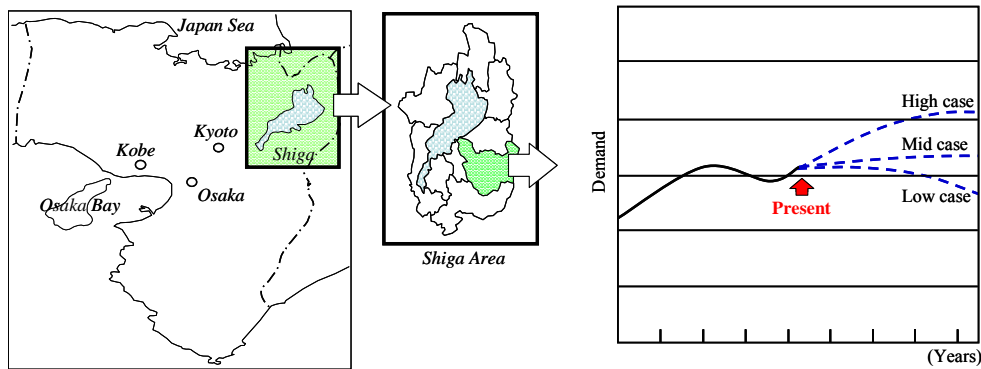 Japan Sea
Kyoto
Shiga
Kobe
Osaka
Osaka Bay
Shiga Area
Demand
High case
Mid case
Low case
Present
(Years)